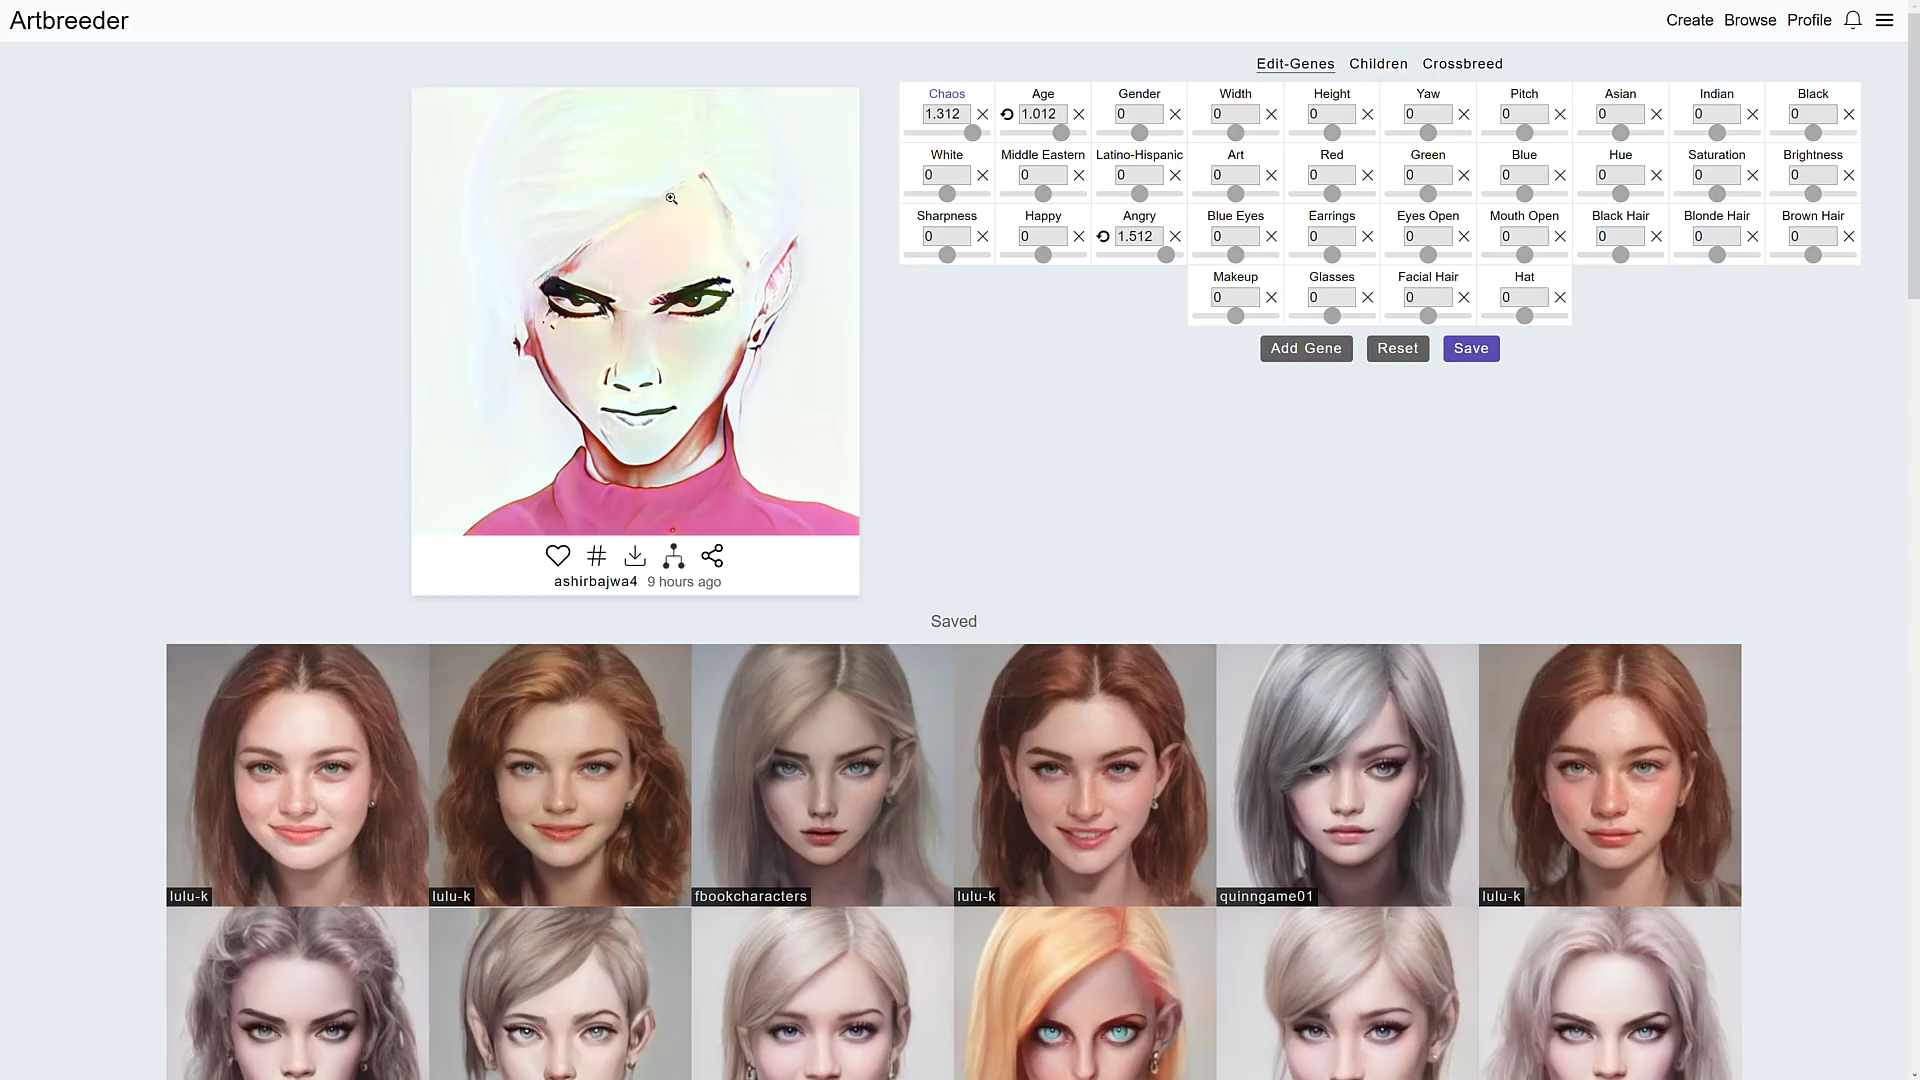 Artbreeder
Create Browse Profile
Edit-Genes Children Crossbreed
Chaos Age Gender Width Height Yaw Pitch Asian Indian Black
1.312 1.012 0 0 0 0 0 0 0 0
White Middle Eastern Latino-Hispanic Art Red Green Blue Hue Saturation Brightness
0 0 0 0 0 0 0 0 0 0
Sharpness Happy Angry Blue Eyes Earrings Eyes Open Mouth Open Black Hair Blonde Hair Brown Hair
0 0 1.512 0 0 0 0 0 0 0
Makeup Glasses Facial Hair Hat
0 0 0 0
Add Gene Reset Save
ashirbajwa4 9 hours ago
Saved
lulu-k lulu-k fbookcharacters lulu-k quinngame01 lulu-k